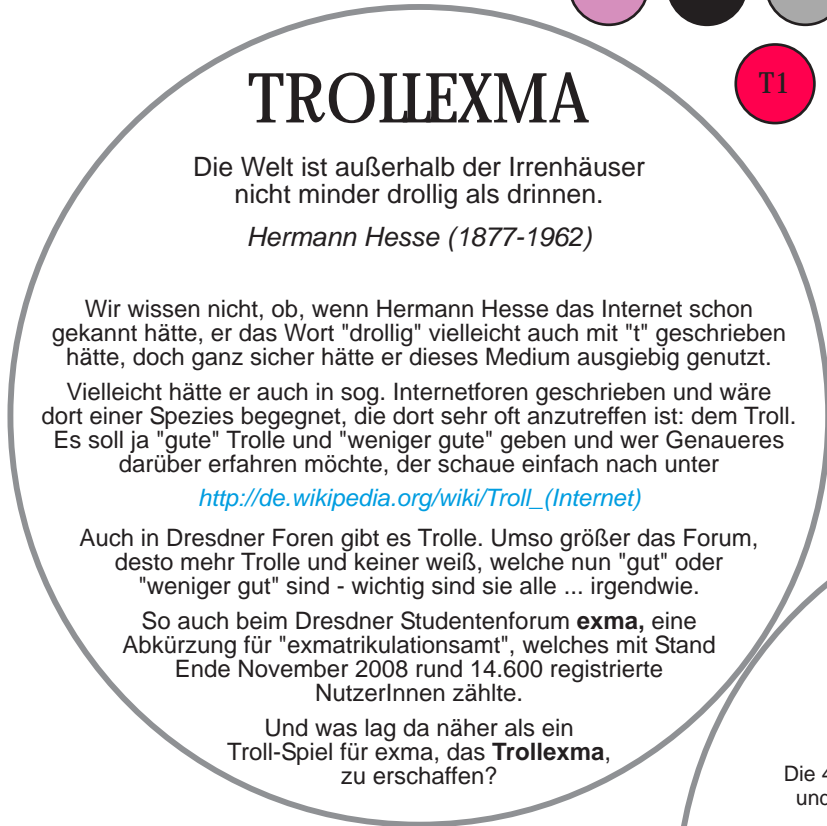 TROLLEXMA
T1
Die Welt ist außerhalb der Irrenhäuser
nicht minder drollig als drinnen.
Hermann Hesse (1877-1962)
Wir wissen nicht, ob, wenn Hermann Hesse das Internet schon
gekannt hätte, er das Wort "drollig" vielleicht auch mit "t" geschrieben
hätte, doch ganz sicher hätte er dieses Medium ausgiebig genutzt.
Vielleicht hätte er auch in sog. Internetforen geschrieben und wäre
dort einer Spezies begegnet, die dort sehr oft anzutreffen ist: dem Troll.
Es soll ja "gute" Trolle und "weniger gute" geben und wer Genaueres
darüber erfahren möchte, der schaue einfach nach unter
http://de.wikipedia.org/wiki/Troll_(Internet)
Auch in Dresdner Foren gibt es Trolle. Umso größer das Forum,
desto mehr Trolle und keiner weiß, welche nun "gut" oder
"weniger gut" sind - wichtig sind sie alle ... irgendwie.
So auch beim Dresdner Studentenforum exma, eine
Abkürzung für "exmatrikulationsamt", welches mit Stand
Ende November 2008 rund 14.600 registrierte
NutzerInnen zählte.
Und was lag da näher als ein
Troll-Spiel für exma, das Trollexma,
zu erschaffen?
Die 4
und